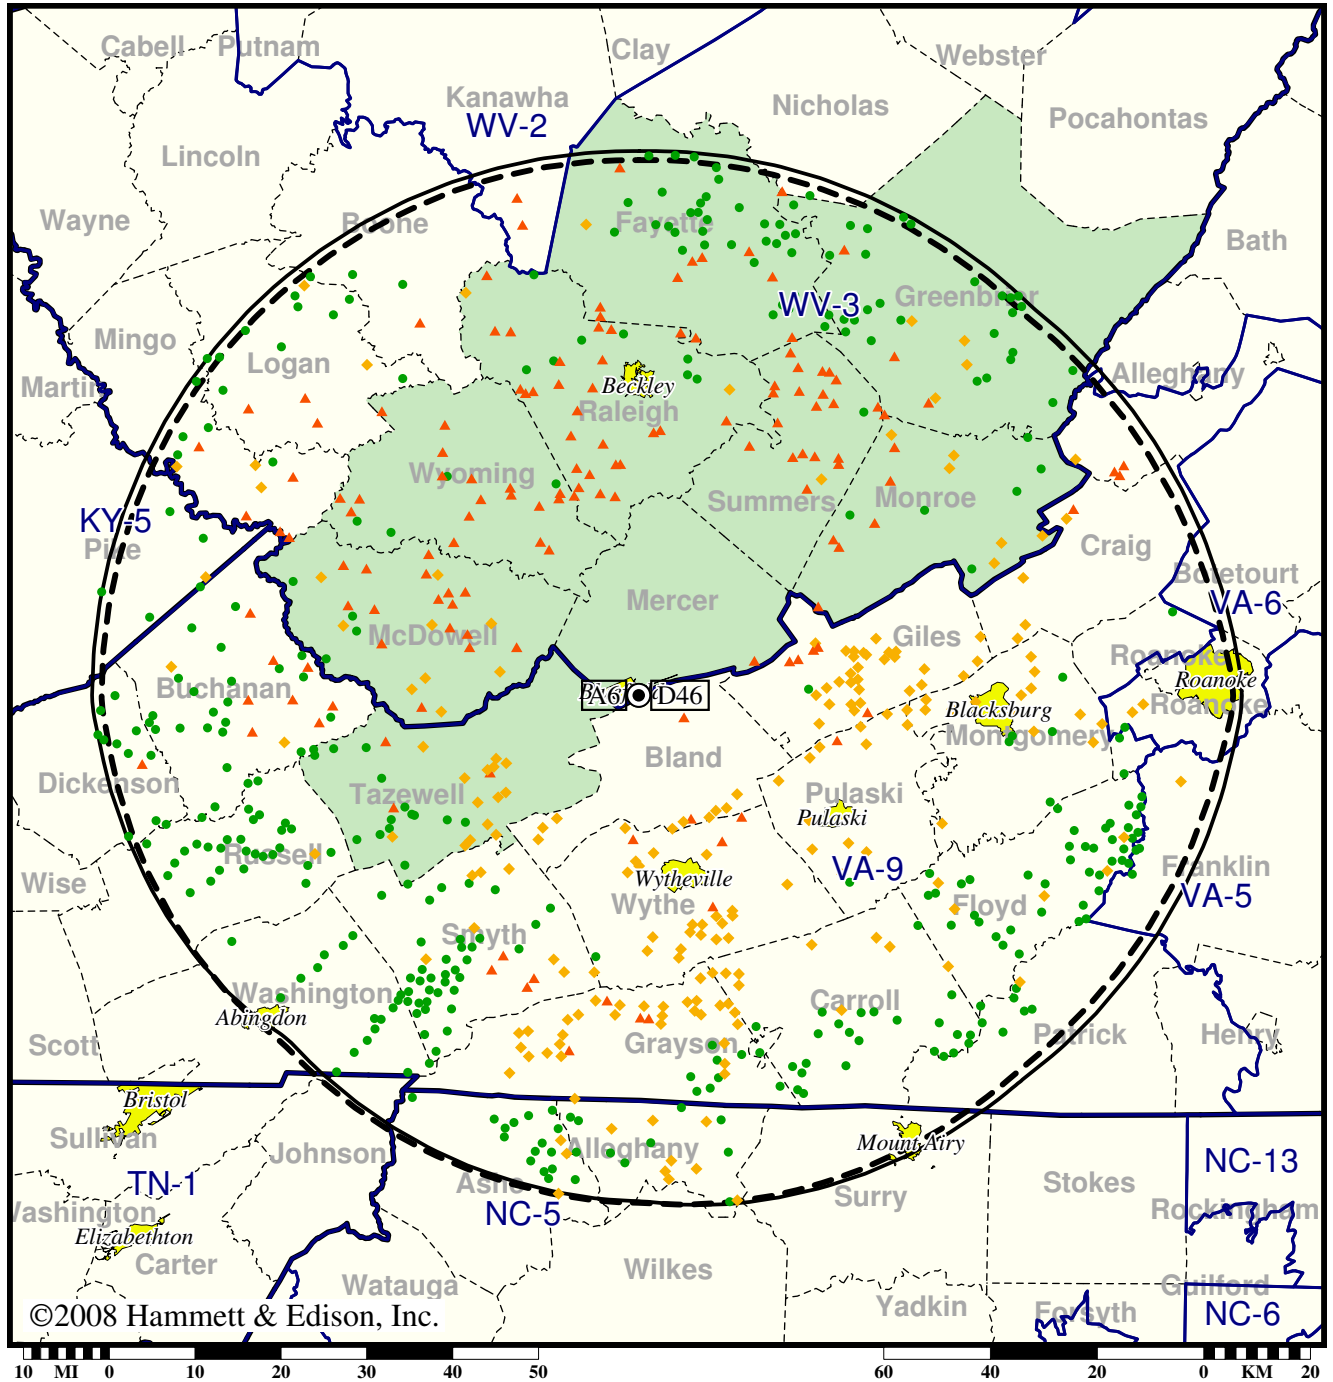 Cabell
Putnam
Clay
Webster
Kanawha
WV-2
Nicholas
Pocahontas
Lincoln
Wayne
Boone
Fayette
Bath
WV-3
Greenbrier
Mingo
Logan
Martin
Alleghany
Beckley
Raleigh
Wyoming
Summers
Monroe
KY-5
Pike
Craig
Botetourt
VA-6
Mercer
McDowell
Giles
Roanoke
Roanoke
Roanoke
Buchanan
A6
D46
Blacksburg
Montgomery
Bland
Dickenson
Tazewell
Pulaski
Pulaski
Russell
VA-9
Franklin
VA-5
Wise
Wytheville
Wythe
Floyd
Smyth
Washington
Abingdon
Carroll
Scott
Grayson
Patrick
Henry
Bristol
Sullivan
Johnson
Alleghany
Mount Airy
NC-13
TN-1
Ashe
NC-5
Surry
Stokes
Rockingham
Washington
Elizabethton
Carter
Watauga
Wilkes
Yadkin
Forsyth
Guilford
NC-6
©2008 Hammett & Edison, Inc.
10 MI 0 10 20 30 40 50 60 40 20 0 KM 20